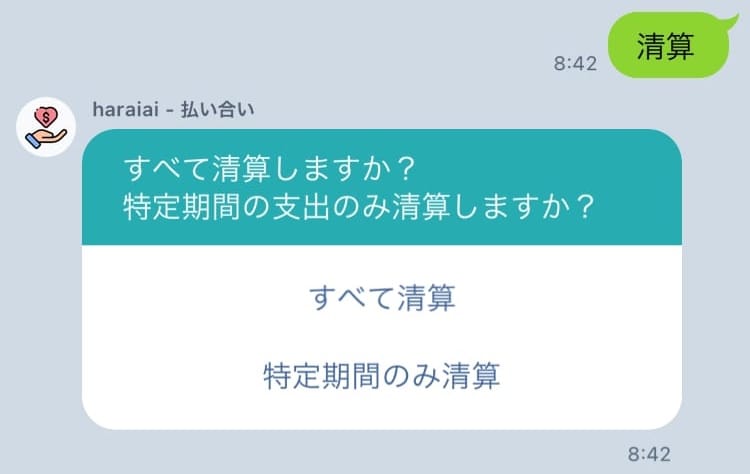 清算
8:42
haraiai - 払い合い
すべて清算しますか？
特定期間の支出のみ清算しますか？
すべて清算
特定期間のみ清算
8:42